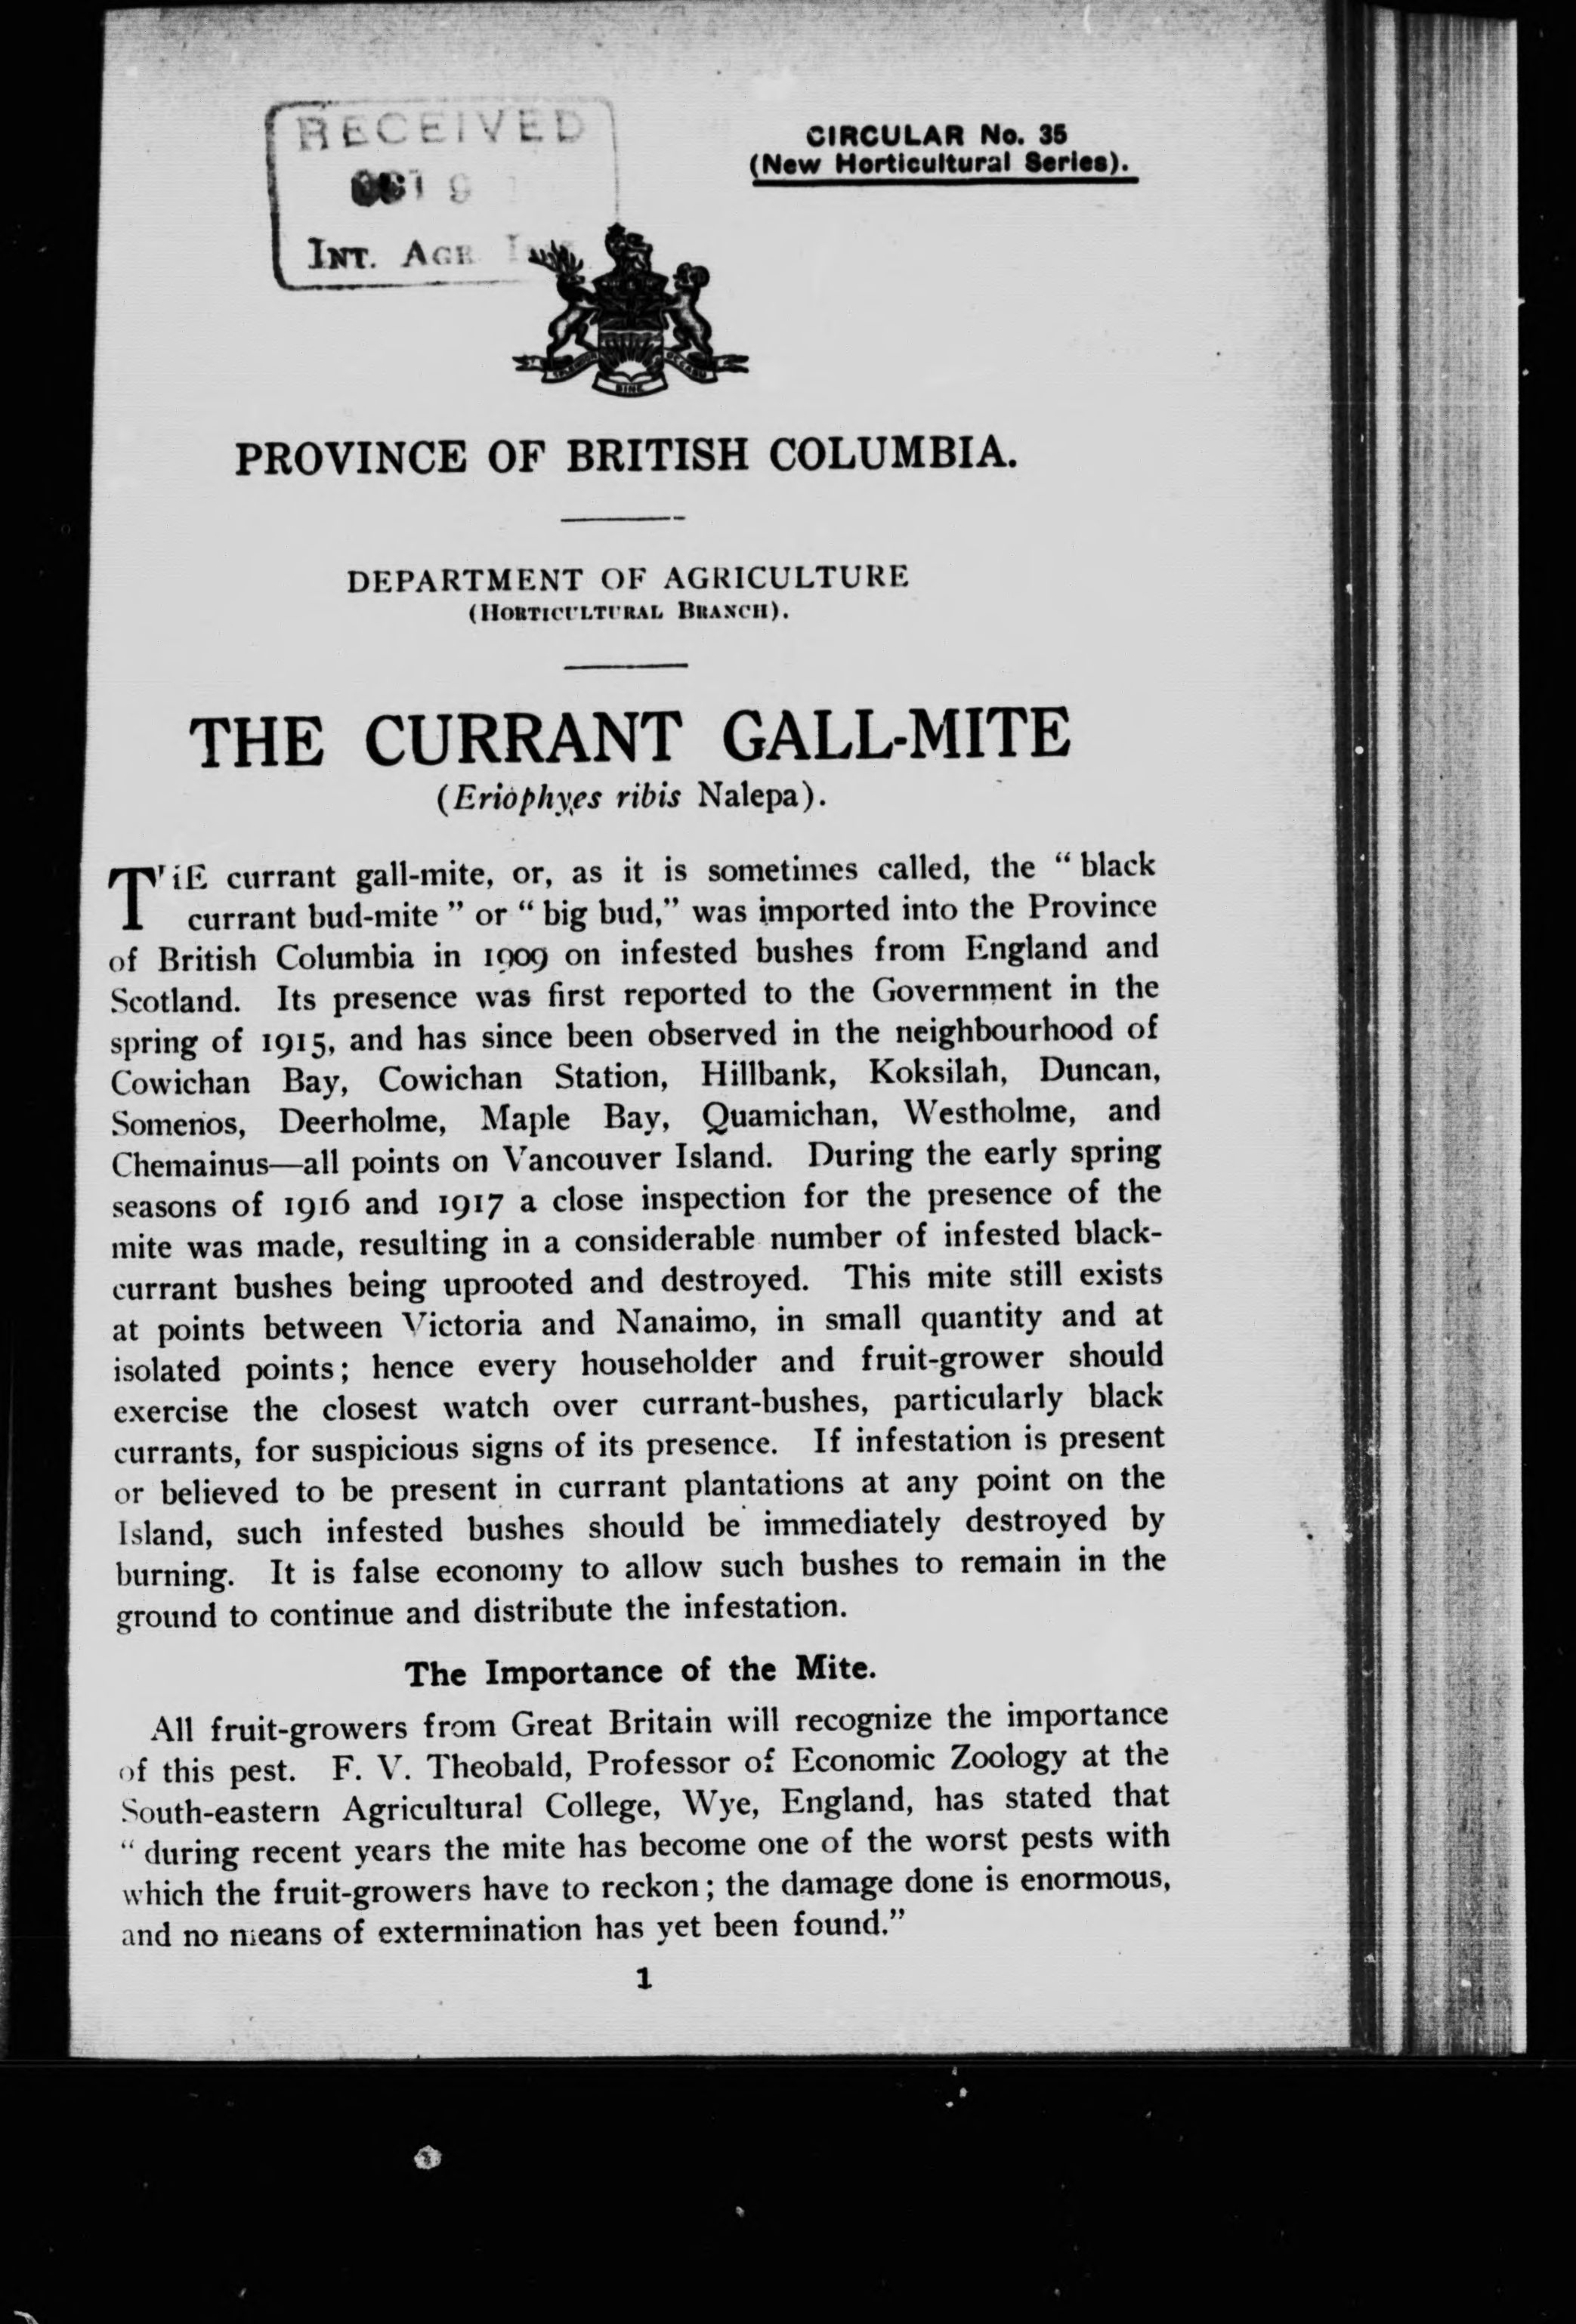 RECEIVED
OCT 9
INT. AGR
CIRCULAR No. 35
(New Horticultural Series).
PROVINCE OF BRITISH COLUMBIA.
DEPARTMENT OF AGRICULTURE
(HORTICULTURAL BRANCH).
THE CURRANT GALL-MITE
(Eriophyes ribis Nalepa).
THE currant gall-mite, or, as it is sometimes called, the “ black
currant bud-mite ” or “ big bud,” was imported into the Province
of British Columbia in 1909 on infested bushes from England and
Scotland. Its presence was first reported to the Government in the
spring of 1915, and has since been observed in the neighbourhood of
Cowichan Bay, Cowichan Station, Hillbank, Koksilah, Duncan,
Somenos, Deerholme, Maple Bay, Quamichan, Westholme, and
Chemainus—all points on Vancouver Island. During the early spring
seasons of 1916 and 1917 a close inspection for the presence of the
mite was made, resulting in a considerable number of infested black-
currant bushes being uprooted and destroyed. This mite still exists
at points between Victoria and Nanaimo, in small quantity and at
isolated points; hence every householder and fruit-grower should
exercise the closest watch over currant-bushes, particularly black
currants, for suspicious signs of its presence. If infestation is present
or believed to be present in currant plantations at any point on the
Island, such infested bushes should be immediately destroyed by
burning. It is false economy to allow such bushes to remain in the
ground to continue and distribute the infestation.
The Importance of the Mite.
All fruit-growers from Great Britain will recognize the importance
of this pest. F. V. Theobald, Professor of Economic Zoology at the
South-eastern Agricultural College, Wye, England, has stated that
“ during recent years the mite has become one of the worst pests with
which the fruit-growers have to reckon; the damage done is enormous,
and no means of extermination has yet been found.”
1